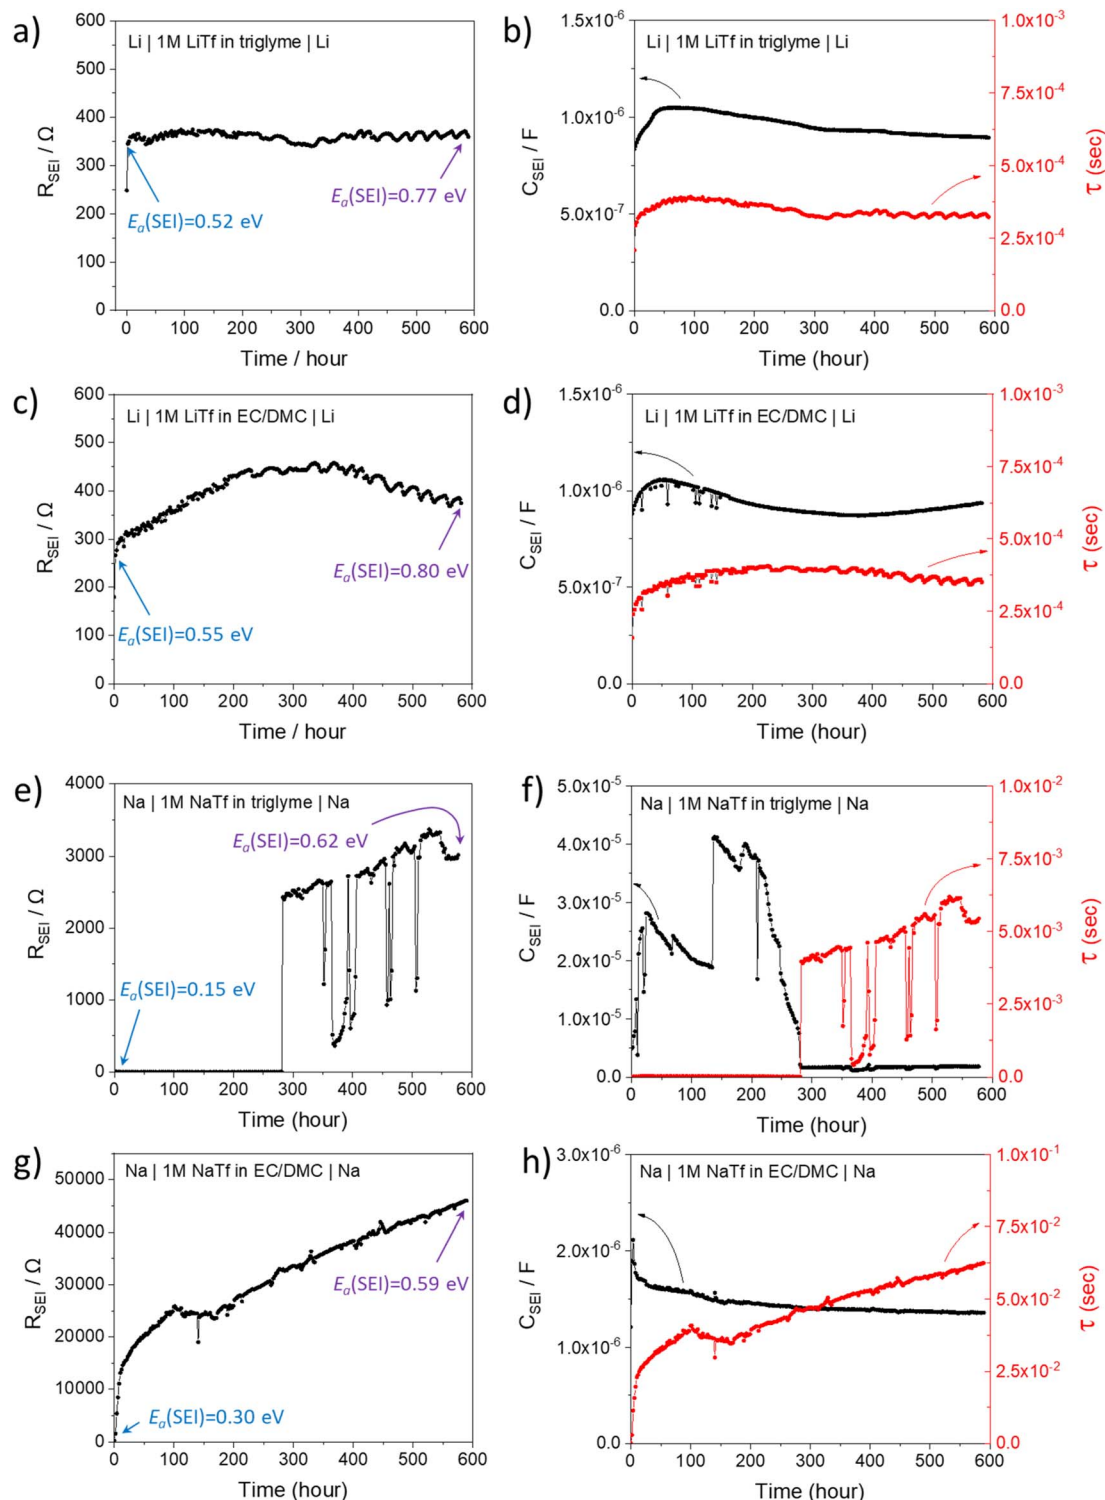 a)
Li | 1M LiTf in triglyme | Li
R_SEI / Ω
600
500
400
300
200
100
0
E_a(SEI)=0.52 eV
E_a(SEI)=0.77 eV
0 100 200 300 400 500 600
Time / hour
b)
Li | 1M LiTf in triglyme | Li
C_SEI / F
1.5x10⁻⁶
1.0x10⁻⁶
5.0x10⁻⁷
0.0
1.0x10⁻³
7.5x10⁻⁴
5.0x10⁻⁴
2.5x10⁻⁴
0.0
τ (sec)
0 100 200 300 400 500 600
Time (hour)
c)
Li | 1M LiTf in EC/DMC | Li
R_SEI / Ω
600
500
400
300
200
100
0
E_a(SEI)=0.80 eV
E_a(SEI)=0.55 eV
0 100 200 300 400 500 600
Time / hour
d)
Li | 1M LiTf in EC/DMC | Li
C_SEI / F
1.5x10⁻⁶
1.0x10⁻⁶
5.0x10⁻⁷
0.0
1.0x10⁻³
7.5x10⁻⁴
5.0x10⁻⁴
2.5x10⁻⁴
0.0
τ (sec)
0 100 200 300 400 500 600
Time (hour)
e)
Na | 1M NaTf in triglyme | Na
R_SEI / Ω
4000
3000
2000
1000
0
E_a(SEI)=0.62 eV
E_a(SEI)=0.15 eV
0 100 200 300 400 500 600
Time (hour)
f)
Na | 1M NaTf in triglyme | Na
C_SEI / F
5.0x10⁻⁵
4.0x10⁻⁵
3.0x10⁻⁵
2.0x10⁻⁵
1.0x10⁻⁵
0.0
1.0x10⁻²
7.5x10⁻³
5.0x10⁻³
2.5x10⁻³
0.0
τ (sec)
0 100 200 300 400 500 600
Time (hour)
g)
Na | 1M NaTf in EC/DMC | Na
R_SEI / Ω
50000
40000
30000
20000
10000
0
E_a(SEI)=0.59 eV
E_a(SEI)=0.30 eV
0 100 200 300 400 500 600
Time (hour)
h)
Na | 1M NaTf in EC/DMC | Na
C_SEI / F
3.0x10⁻⁶
2.0x10⁻⁶
1.0x10⁻⁶
0.0
1.0x10⁻¹
7.5x10⁻²
5.0x10⁻²
2.5x10⁻²
0.0
τ (sec)
0 100 200 300 400 500 600
Time (hour)